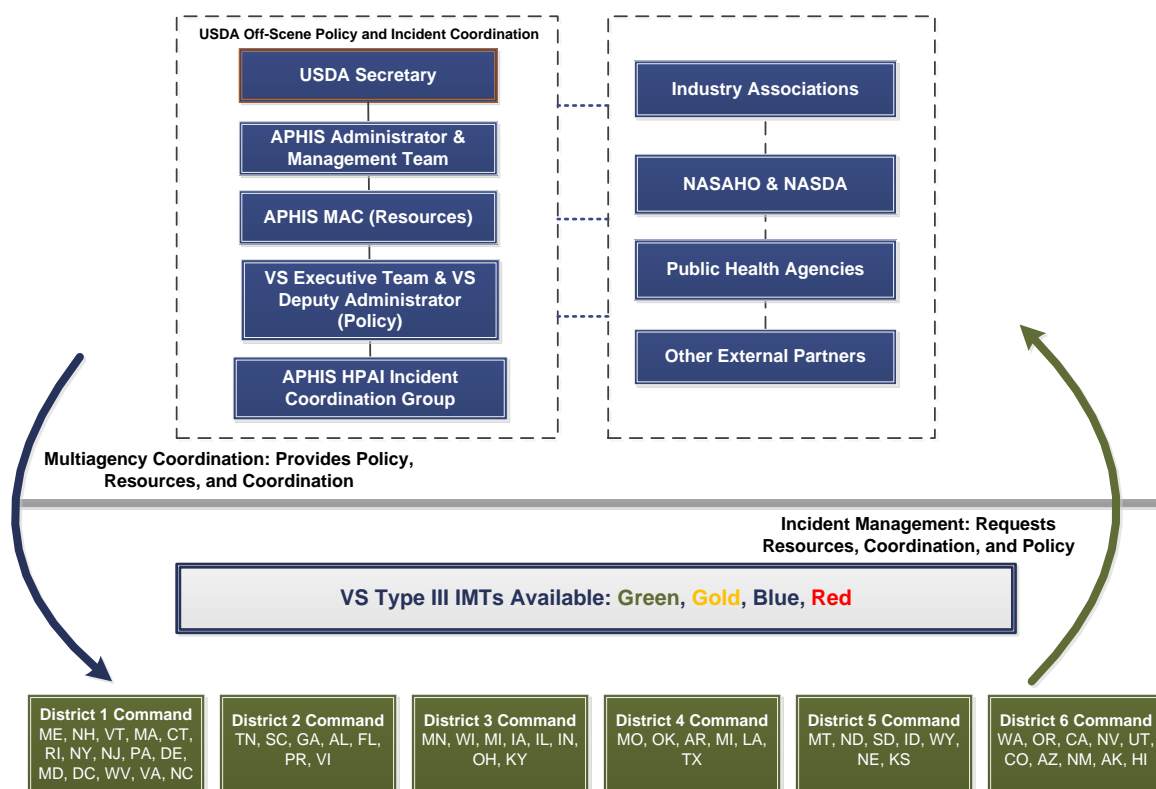 USDA Off-Scene Policy and Incident Coordination
USDA Secretary
APHIS Administrator &
Management Team
APHIS MAC (Resources)
VS Executive Team & VS
Deputy Administrator
(Policy)
APHIS HPAI Incident
Coordination Group
Industry Associations
NASAHO & NASDA
Public Health Agencies
Other External Partners
Multiagency Coordination: Provides Policy,
Resources, and Coordination
Incident Management: Requests
Resources, Coordination, and Policy
VS Type III IMTs Available: Green, Gold, Blue, Red
District 1 Command
ME, NH, VT, MA, CT,
RI, NY, NJ, PA, DE,
MD, DC, WV, VA, NC
District 2 Command
TN, SC, GA, AL, FL,
PR, VI
District 3 Command
MN, WI, MI, IA, IL, IN,
OH, KY
District 4 Command
MO, OK, AR, MI, LA,
TX
District 5 Command
MT, ND, SD, ID, WY,
NE, KS
District 6 Command
WA, OR, CA, NV, UT,
CO, AZ, NM, AK, HI